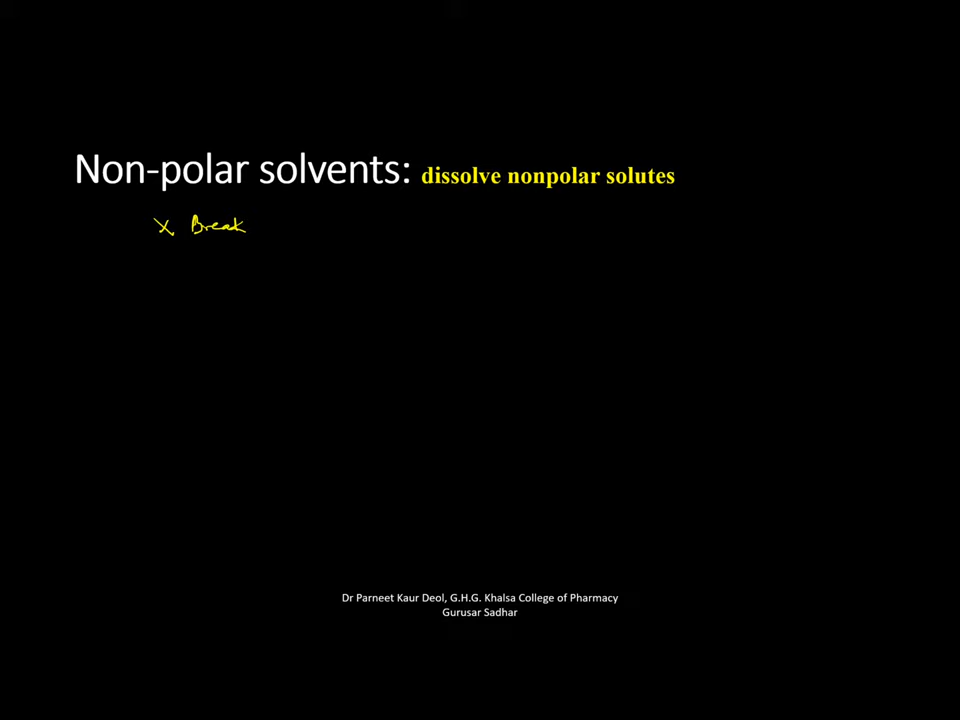 Non-polar solvents: dissolve nonpolar solutes
X Break
Dr Parneet Kaur Deol, G.H.G. Khalsa College of Pharmacy
Gurusar Sadhar